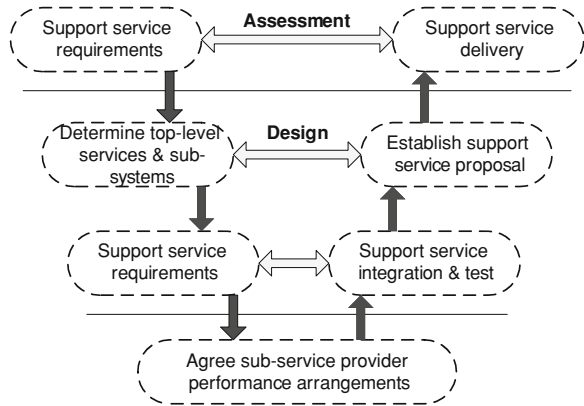 Support service
requirements
Assessment
Support service
delivery
Determine top-level
services & sub-
systems
Design
Establish support
service proposal
Support service
requirements
Support service
integration & test
Agree sub-service provider
performance arrangements